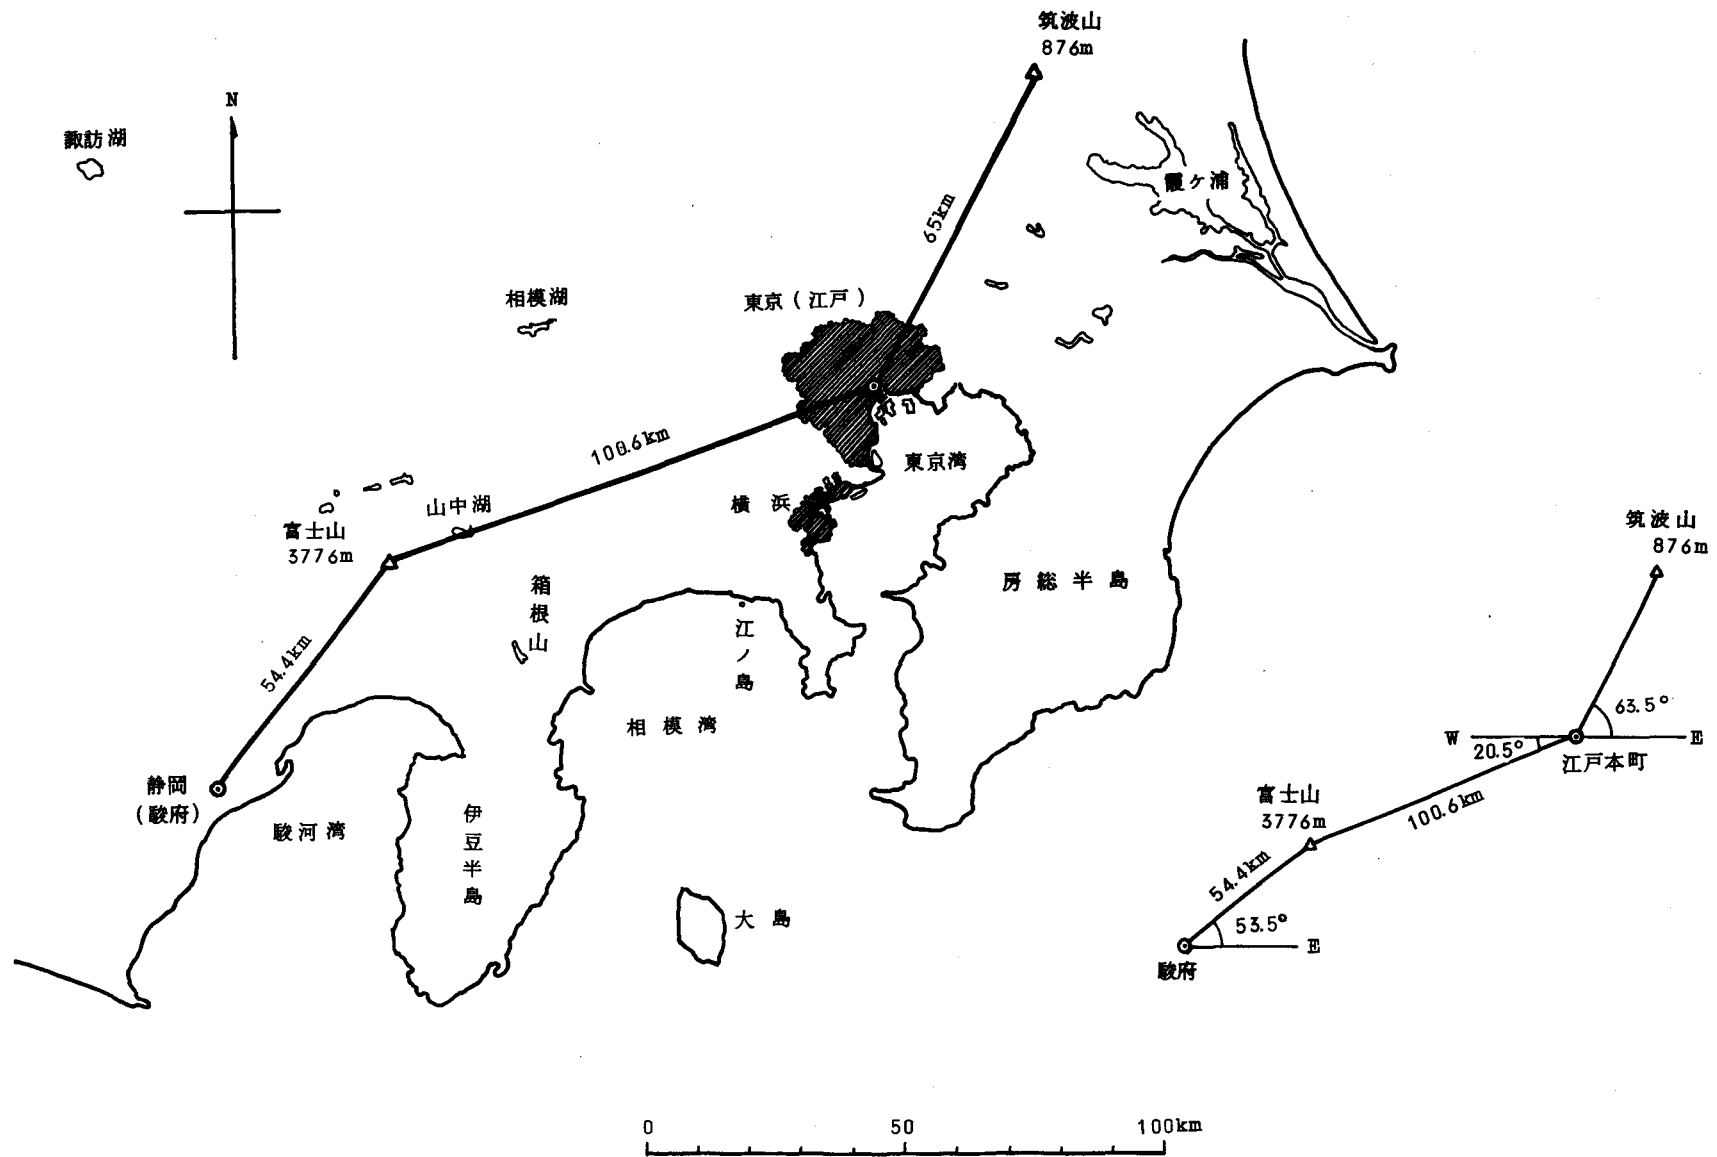 筑波山
876m
N
諏訪湖
霞ケ浦
65km
相模湖
東京(江戸)
100.6km
東京湾
山中湖
横浜
富士山
3776m
箱根山
房総半島
江ノ島
54.4km
相模湾
静岡
(駿府)
駿河湾
伊豆半島
大島
筑波山
876m
63.5°
W
E
20.5°
江戸本町
富士山
3776m
100.6km
54.4km
53.5°
E
駿府
0 50 100km